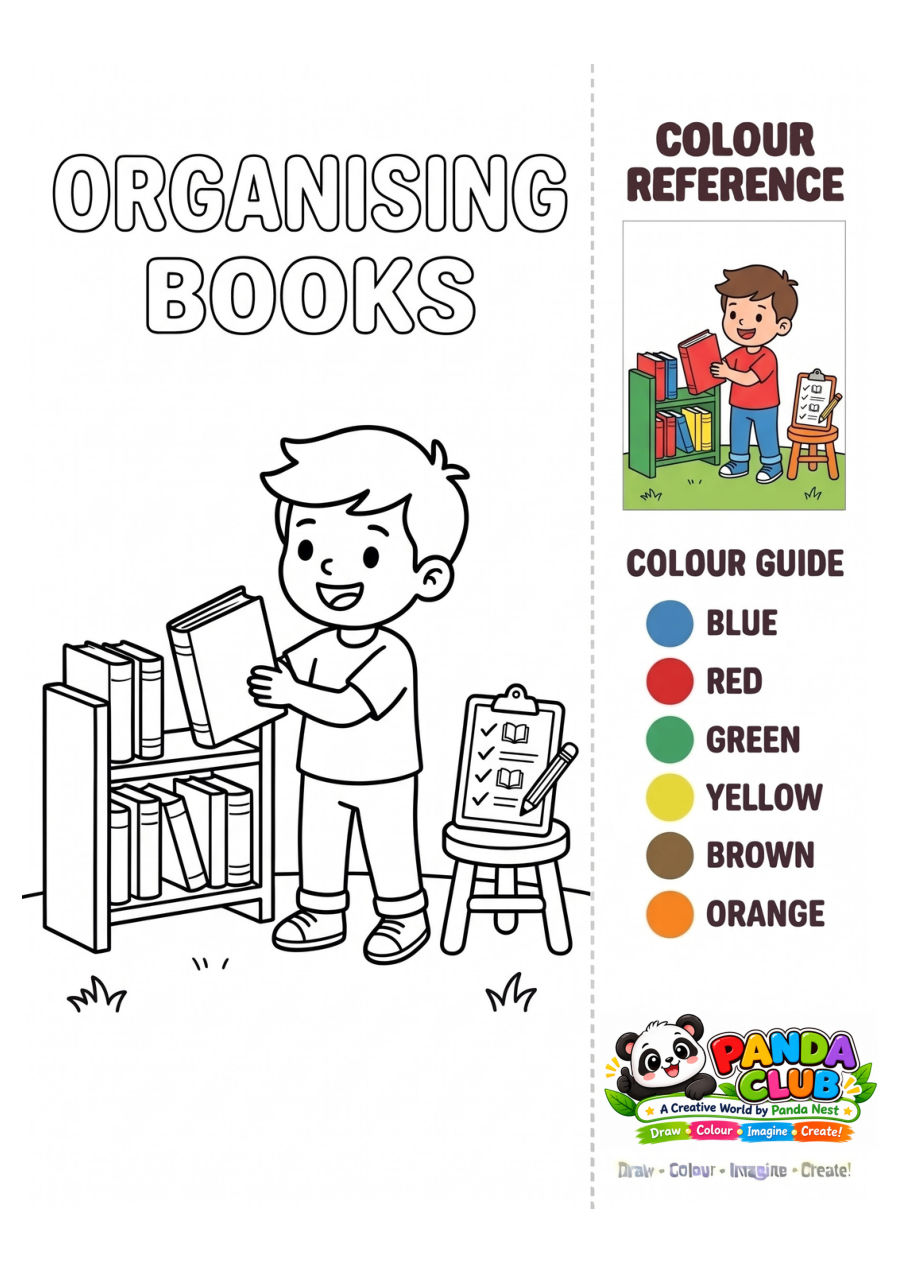 ORGANISING
BOOKS
COLOUR
REFERENCE
COLOUR GUIDE
BLUE
RED
GREEN
YELLOW
BROWN
ORANGE
PANDA
CLUB
A Creative World by Panda Nest
Draw • Colour • Imagine • Create!
Draw • Colour • Imagine • Create!